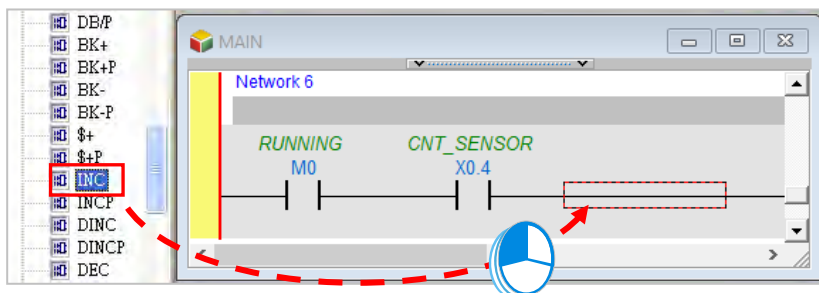 DB/P
BK+
BK+P
BK-
BK-P
$+
$+P
INC
INCP
DINC
DINCP
DEC
MAIN
Network 6
RUNNING CNT_SENSOR
M0 X0.4